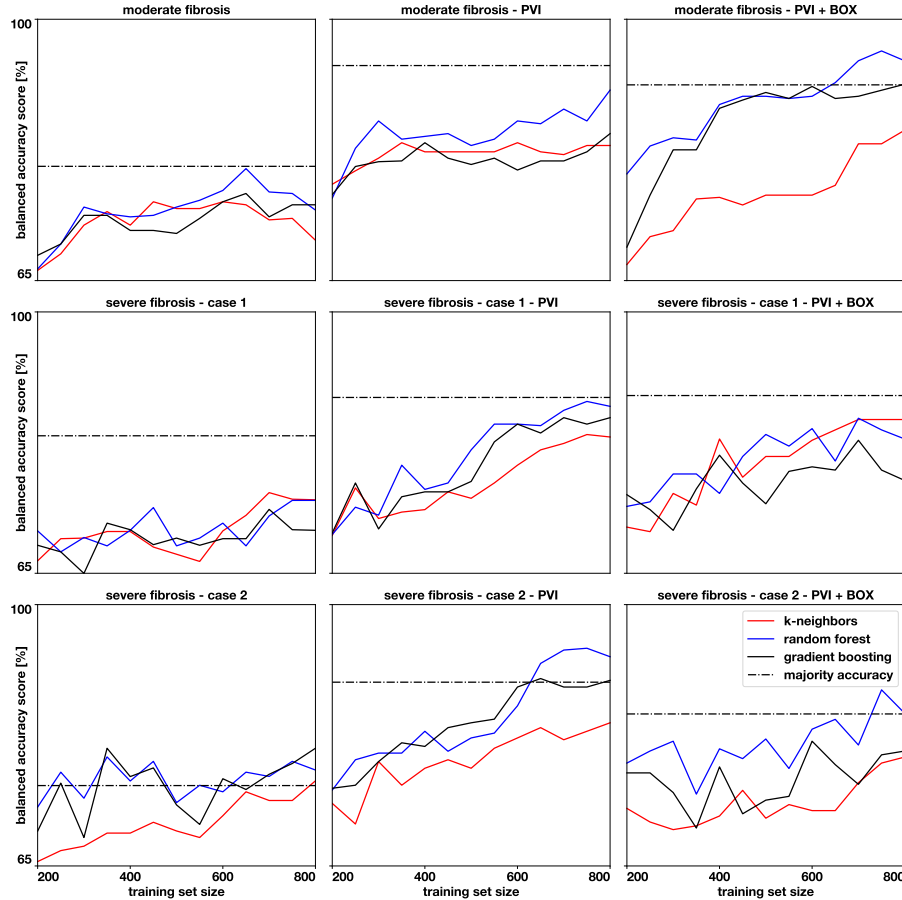 moderate fibrosis
moderate fibrosis - PVI
moderate fibrosis - PVI + BOX
100
balanced accuracy score [%]
65
severe fibrosis - case 1
severe fibrosis - case 1 - PVI
severe fibrosis - case 1 - PVI + BOX
100
balanced accuracy score [%]
65
severe fibrosis - case 2
severe fibrosis - case 2 - PVI
severe fibrosis - case 2 - PVI + BOX
100
balanced accuracy score [%]
65
k-neighbors
random forest
gradient boosting
majority accuracy
200 400 600 800
200 400 600 800
200 400 600 800
training set size
training set size
training set size